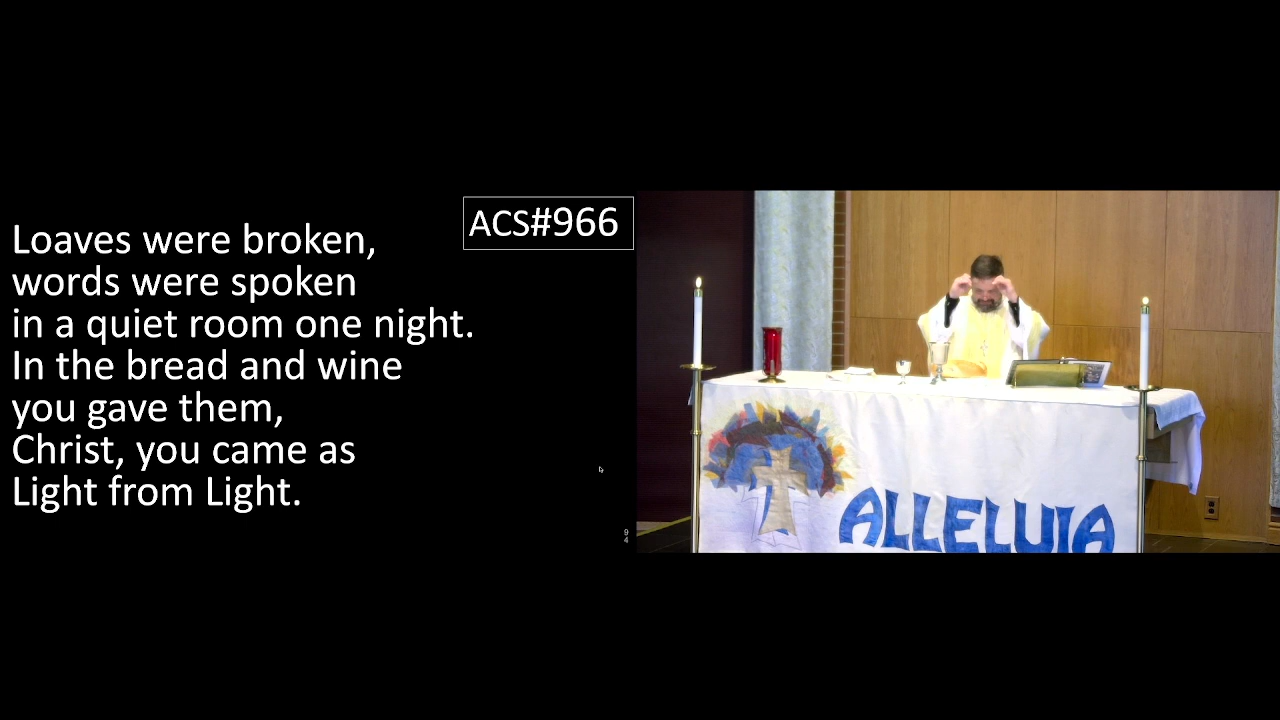 Loaves were broken,
words were spoken
in a quiet room one night.
In the bread and wine
you gave them,
Christ, you came as
Light from Light.
ACS#966
94
ALLELUIA